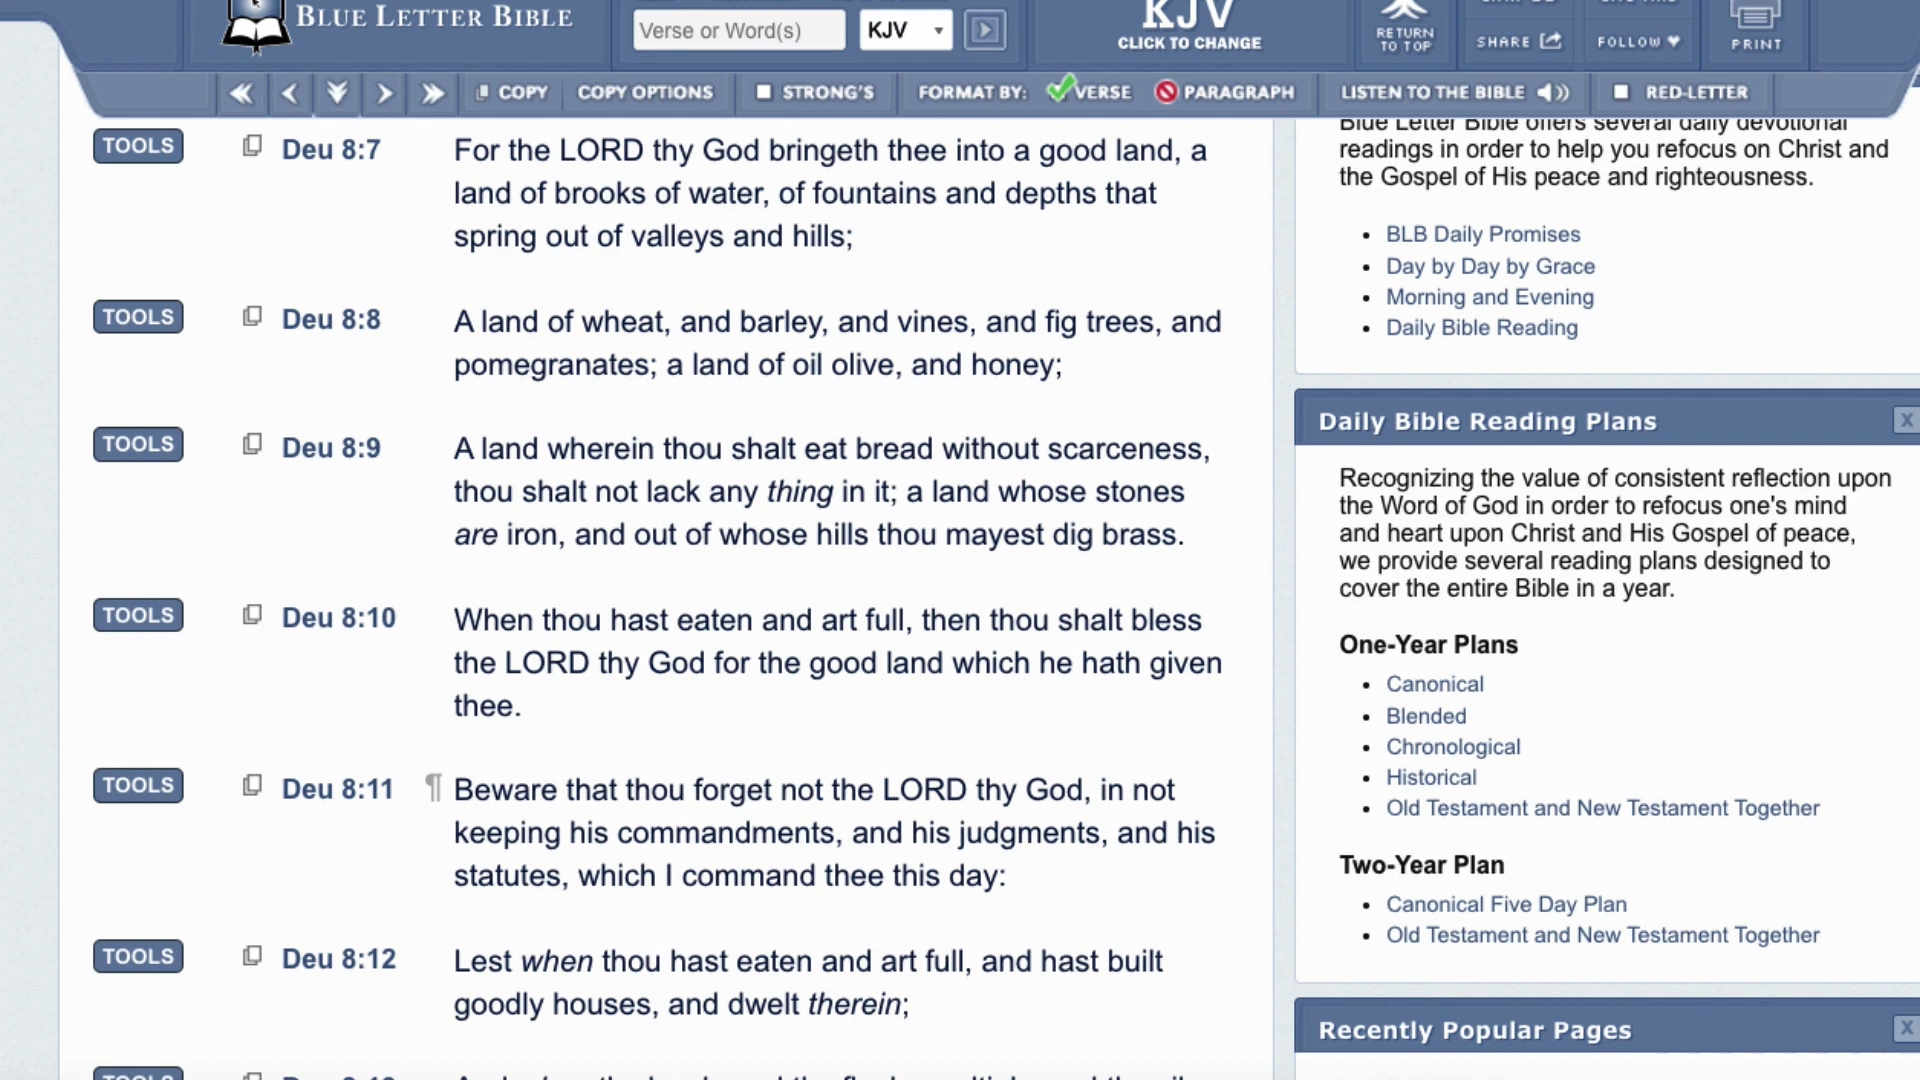 BLUE LETTER BIBLE
Verse or Word(s)
KJV
KJV
CLICK TO CHANGE
RETURN
TO TOP
SHARE
FOLLOW
PRINT
COPY
COPY OPTIONS
STRONG'S
FORMAT BY:
VERSE
PARAGRAPH
LISTEN TO THE BIBLE
RED-LETTER
TOOLS
Deu 8:7
For the LORD thy God bringeth thee into a good land, a
land of brooks of water, of fountains and depths that
spring out of valleys and hills;
TOOLS
Deu 8:8
A land of wheat, and barley, and vines, and fig trees, and
pomegranates; a land of oil olive, and honey;
TOOLS
Deu 8:9
A land wherein thou shalt eat bread without scarceness,
thou shalt not lack any thing in it; a land whose stones
are iron, and out of whose hills thou mayest dig brass.
TOOLS
Deu 8:10
When thou hast eaten and art full, then thou shalt bless
the LORD thy God for the good land which he hath given
thee.
TOOLS
Deu 8:11
¶ Beware that thou forget not the LORD thy God, in not
keeping his commandments, and his judgments, and his
statutes, which I command thee this day:
TOOLS
Deu 8:12
Lest when thou hast eaten and art full, and hast built
goodly houses, and dwelt therein;
TOOLS
Blue Letter Bible offers several daily devotional
readings in order to help you refocus on Christ and
the Gospel of His peace and righteousness.
• BLB Daily Promises
• Day by Day by Grace
• Morning and Evening
• Daily Bible Reading
Daily Bible Reading Plans
X
Recognizing the value of consistent reflection upon
the Word of God in order to refocus one's mind
and heart upon Christ and His Gospel of peace,
we provide several reading plans designed to
cover the entire Bible in a year.
One-Year Plans
• Canonical
• Blended
• Chronological
• Historical
• Old Testament and New Testament Together
Two-Year Plan
• Canonical Five Day Plan
• Old Testament and New Testament Together
Recently Popular Pages
X